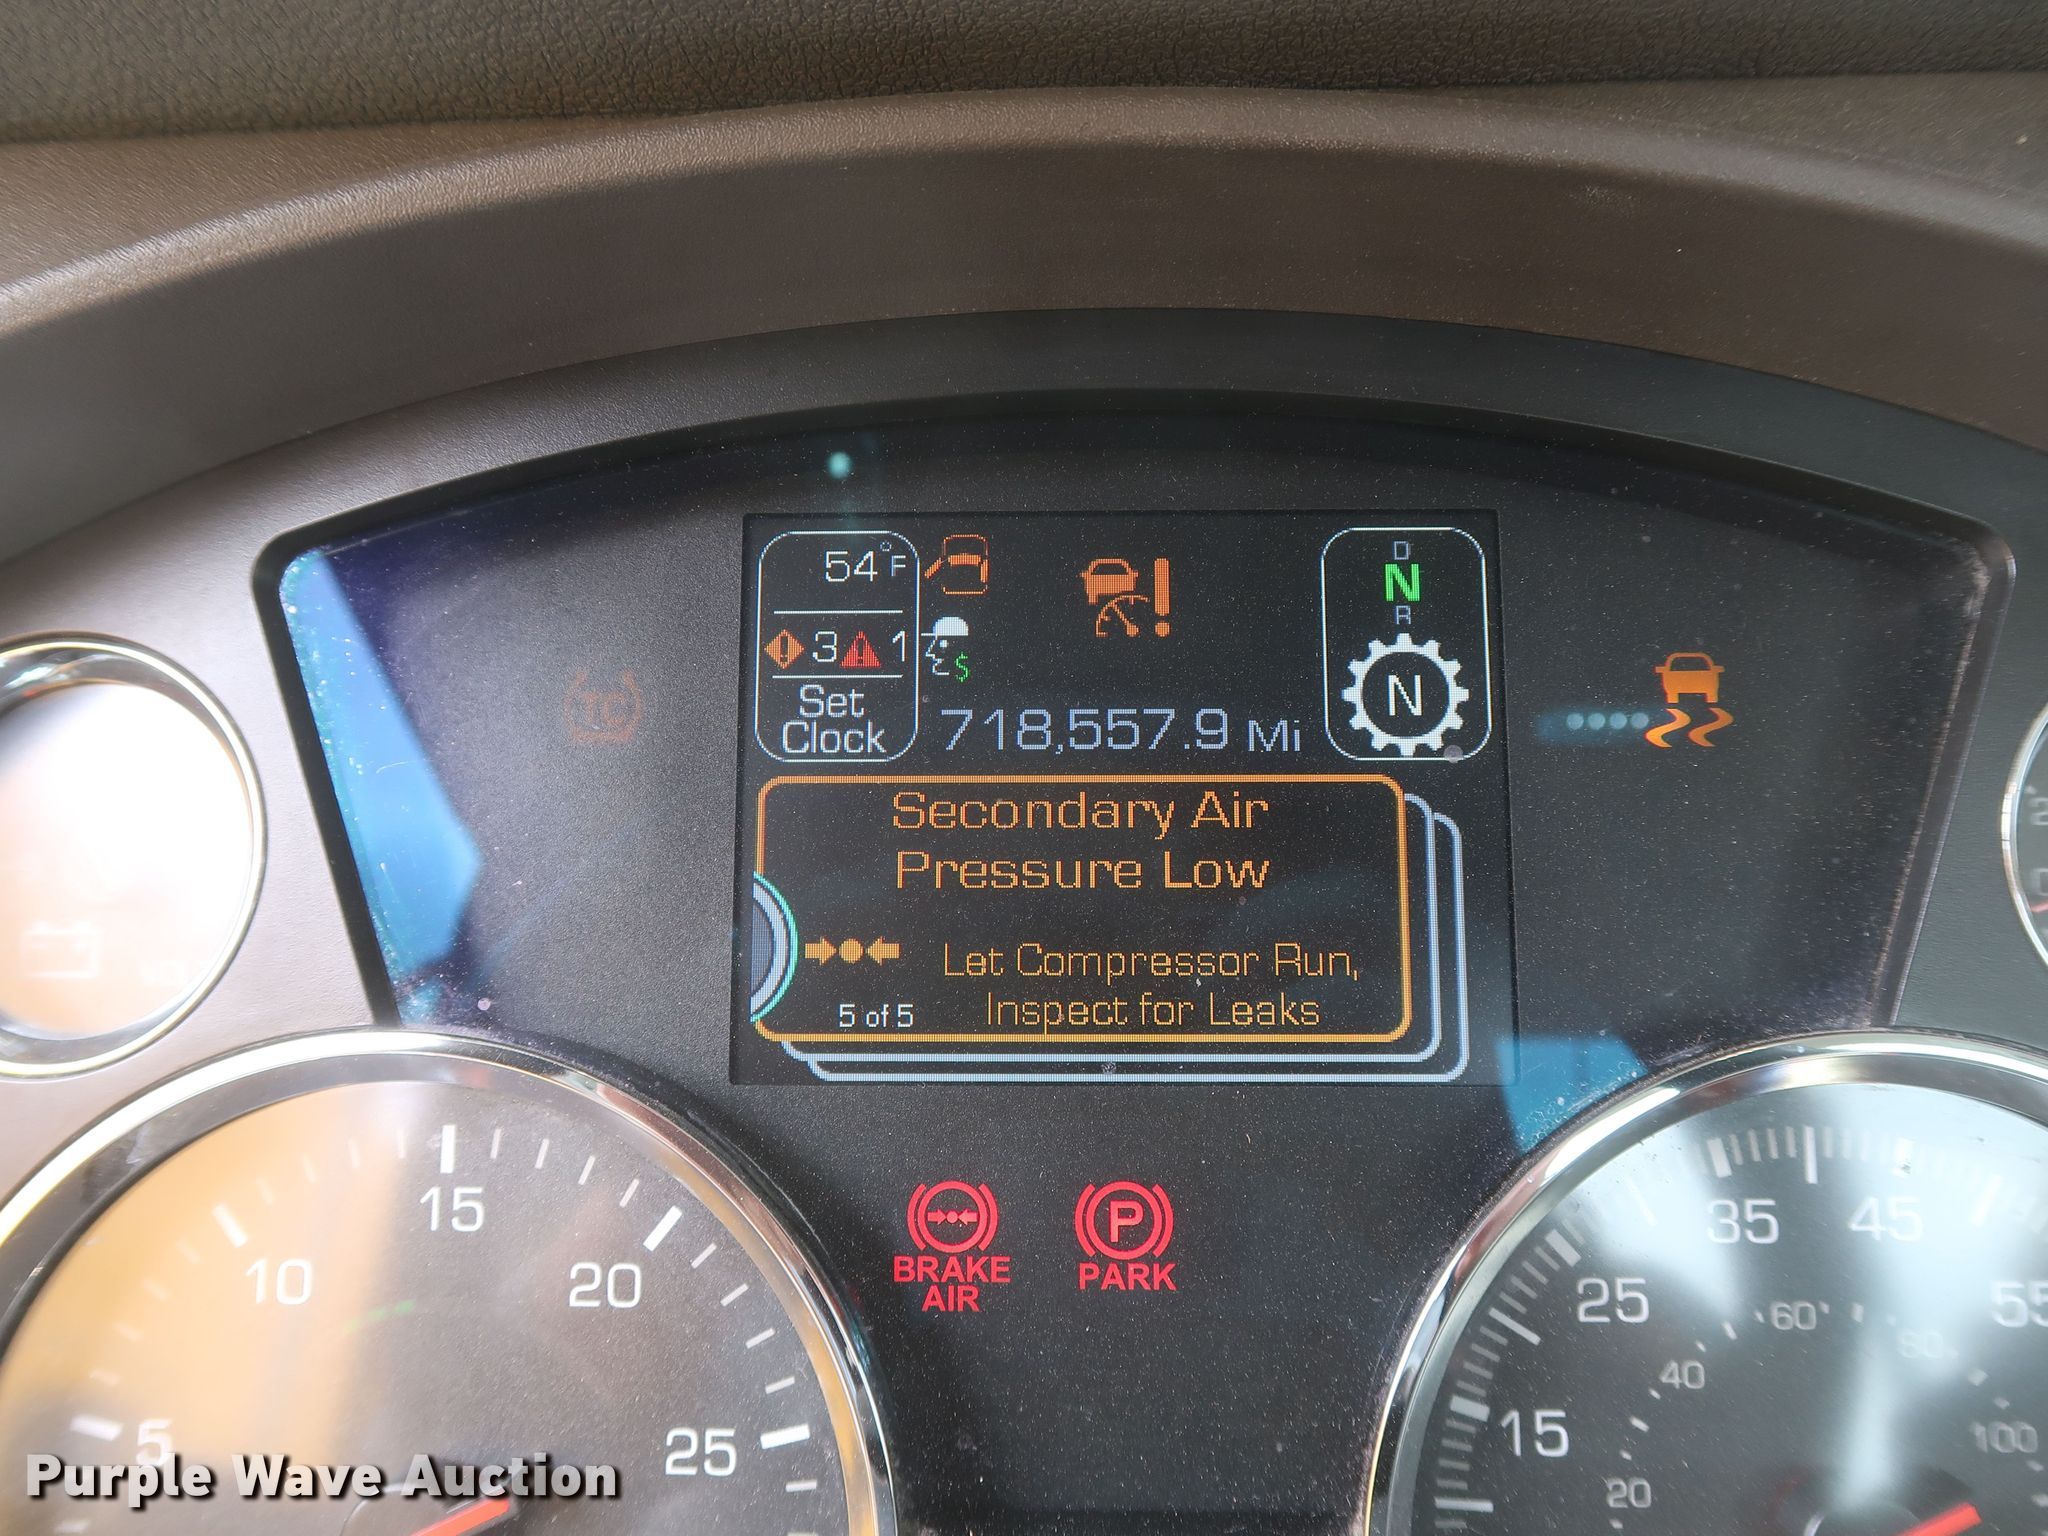 54°F
3 1
Set
Clock
D
N
R
N
718,557.9 Mi
TC
Secondary Air
Pressure Low
Let Compressor Run,
Inspect for Leaks
5 of 5
BRAKE
AIR
P
PARK
5
10
15
20
25
15
25
35
45
55
20
40
60
80
100
$
Purple Wave Auction